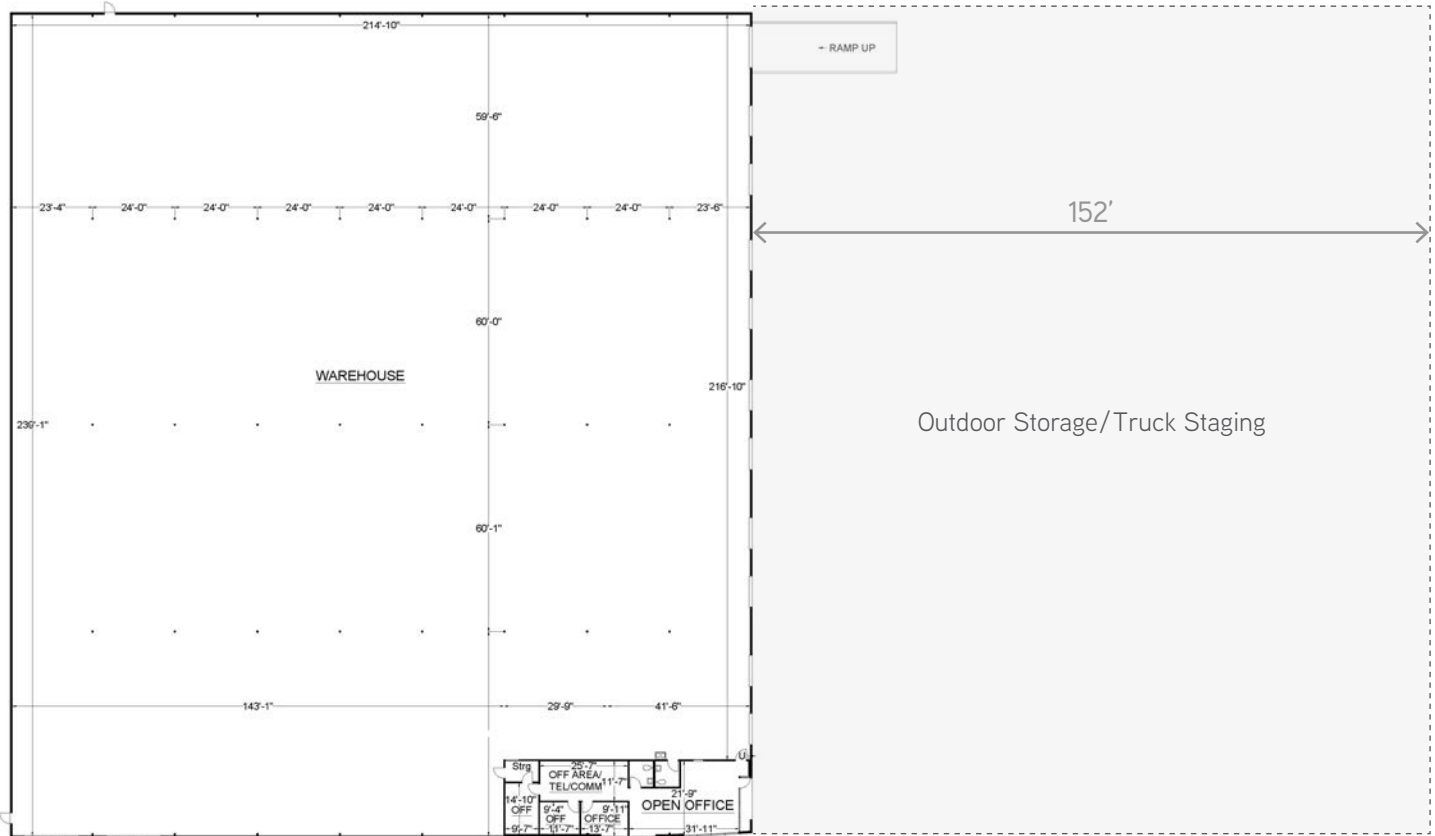 214'-10"
← RAMP UP
59'-6"
23'-4" 24'-0" 24'-0" 24'-0" 24'-0" 24'-0" 24'-0" 24'-0" 23'-6"
152'
60'-0"
WAREHOUSE
216'-10"
239'-1"
Outdoor Storage/Truck Staging
60'-1"
143'-1" 29'-9" 41'-6"
Strg
25'-7"
OFF AREA/
TEL/COMM
11'-7"
14'-10"
OFF
9'-7"
9'-4"
OFF
11'-7"
9'-11"
OFFICE
13'-7"
21'-9"
OPEN OFFICE
31'-11"